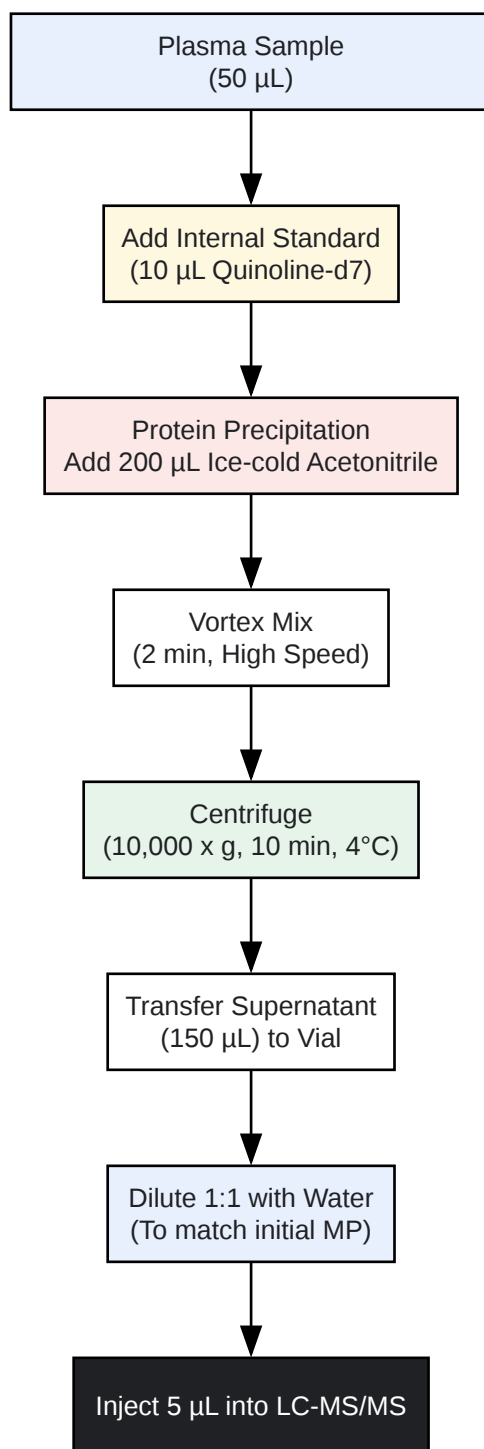 Plasma Sample
(50 µL)
Add Internal Standard
(10 µL Quinoline-d7)
Protein Precipitation
Add 200 µL Ice-cold Acetonitrile
Vortex Mix
(2 min, High Speed)
Centrifuge
(10,000 x g, 10 min, 4°C)
Transfer Supernatant
(150 µL) to Vial
Dilute 1:1 with Water
(To match initial MP)
Inject 5 µL into LC-MS/MS